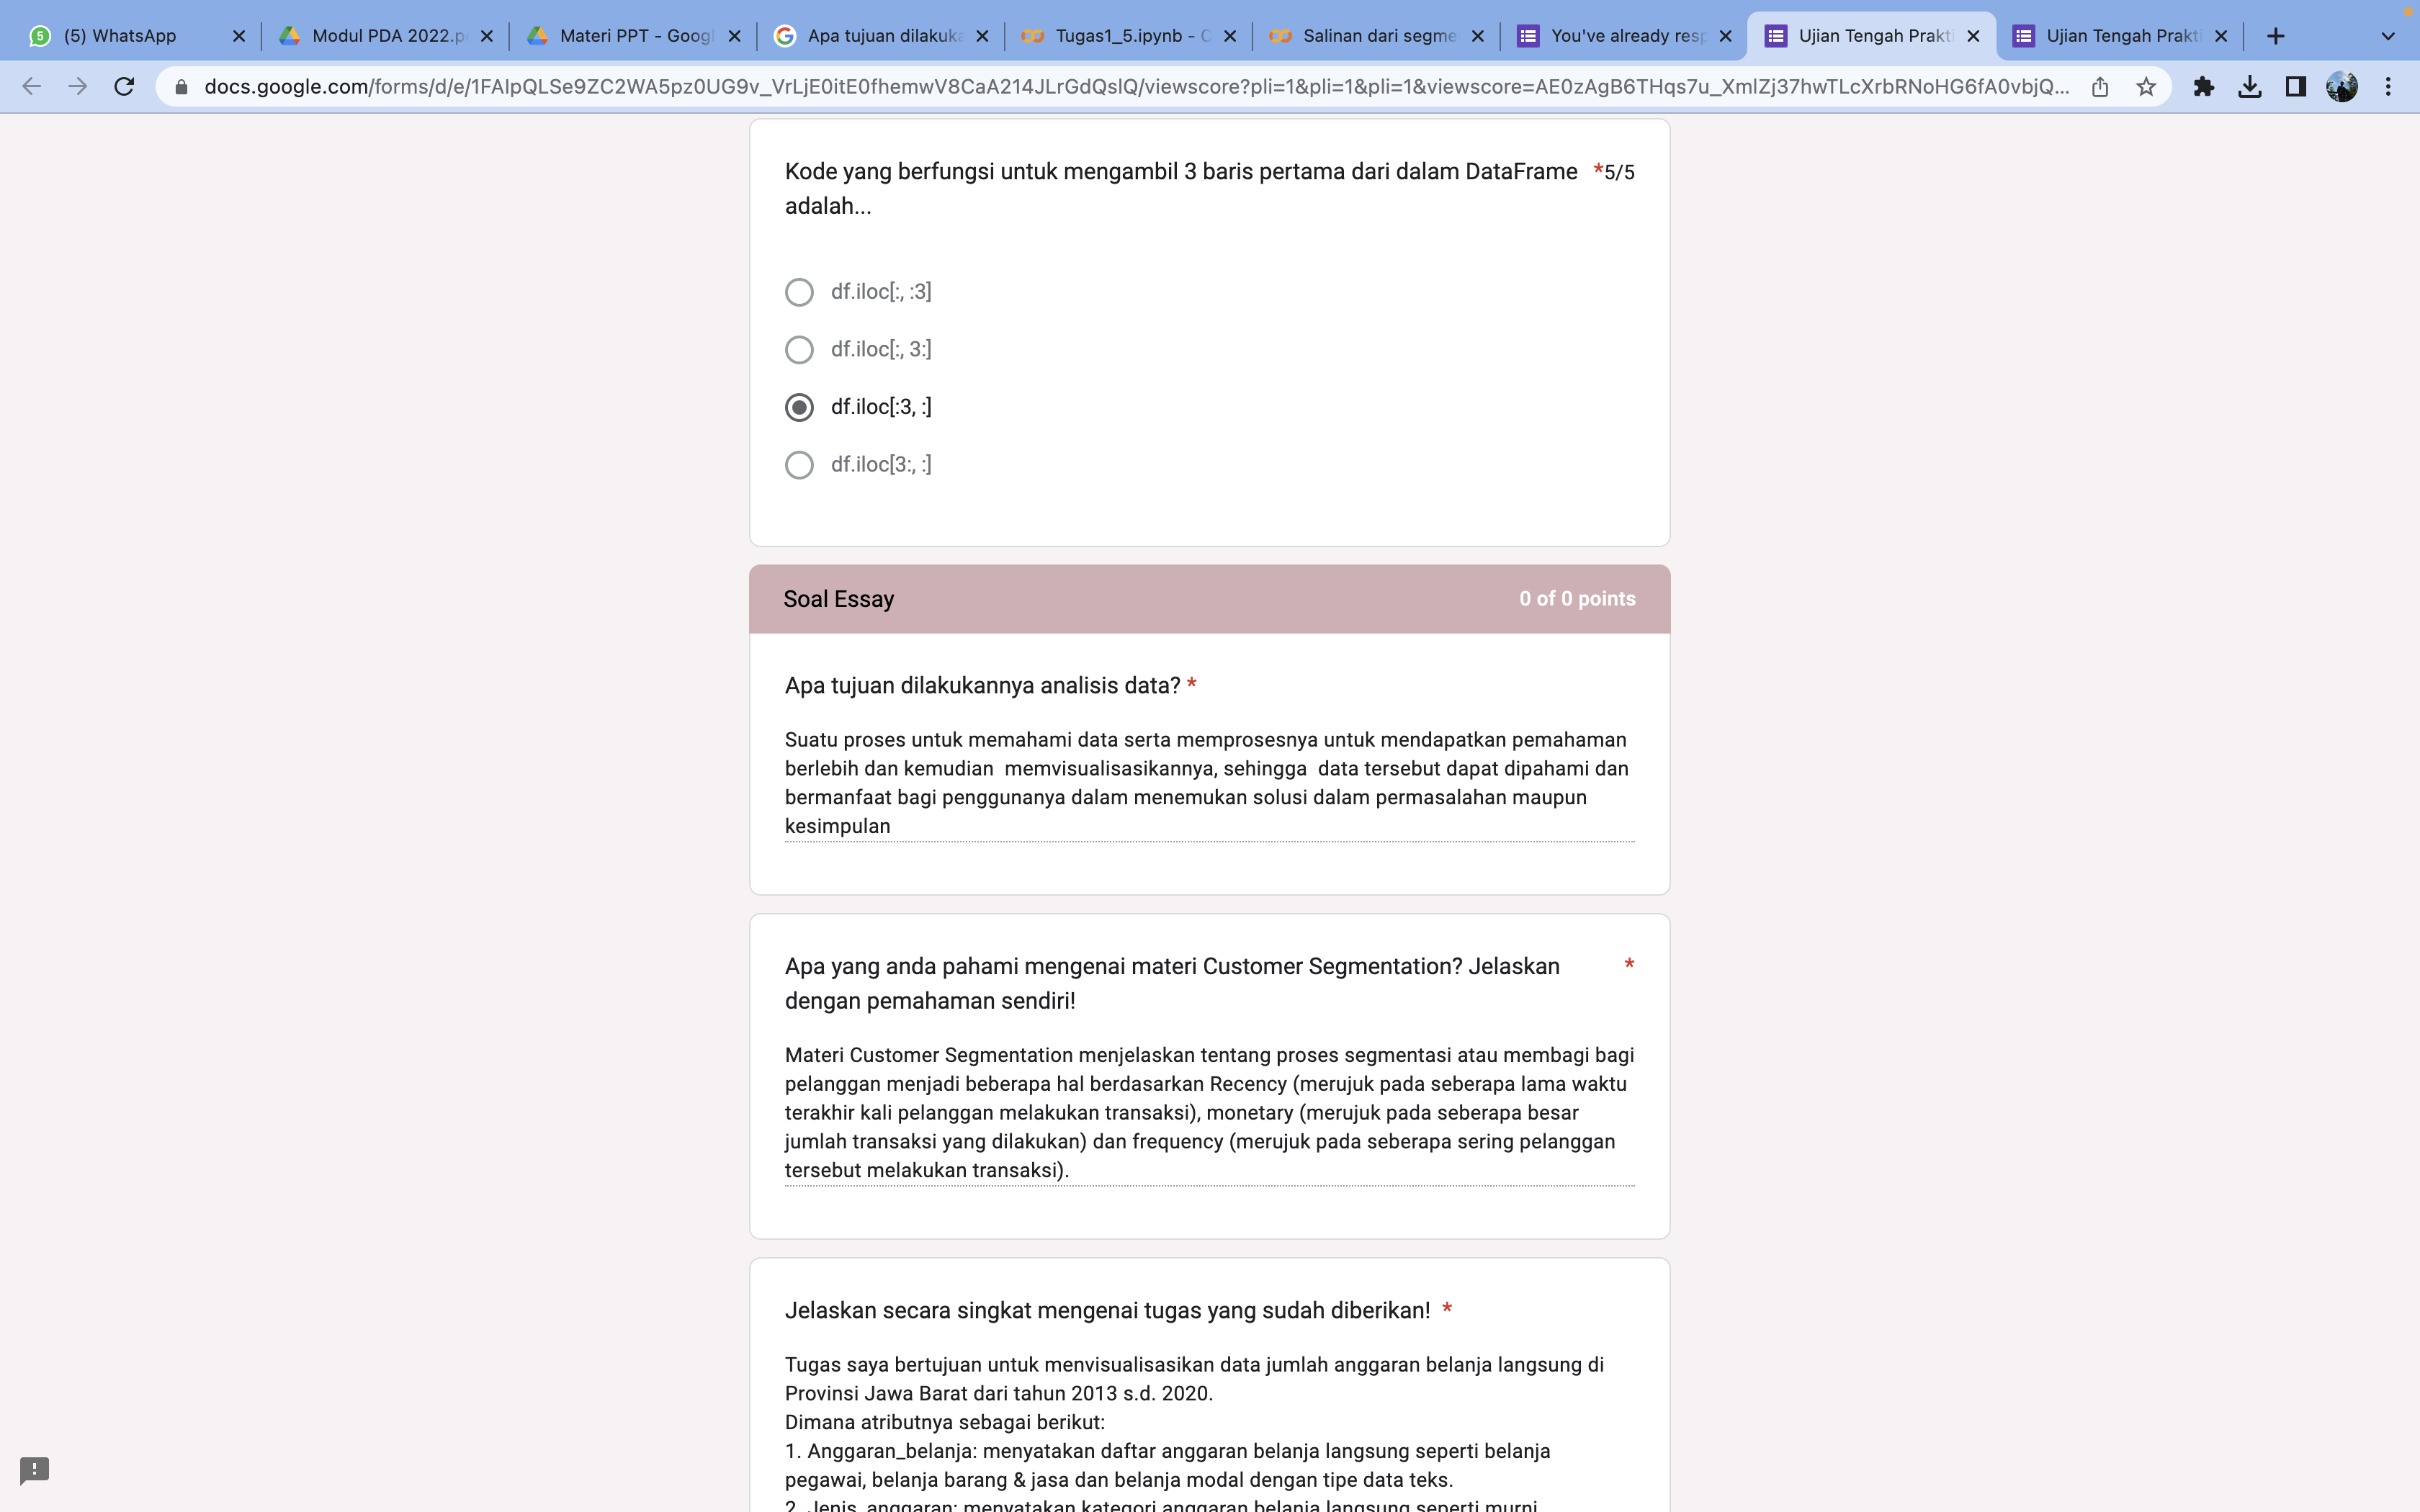 5 (5) WhatsApp
Modul PDA 2022.p
Materi PPT - Googl
Apa tujuan dilakuka
Tugas1_5.ipynb - C
Salinan dari segme
You've already resp
Ujian Tengah Prakti
Ujian Tengah Prakti
docs.google.com/forms/d/e/1FAIpQLSe9ZC2WA5pz0UG9v_VrLjE0itE0fhemwV8CaA214JLrGdQslQ/viewscore?pli=1&pli=1&pli=1&viewscore=AE0zAgB6THqs7u_XmlZj37hwTLcXrbRNoHG6fA0vbjQ...
Kode yang berfungsi untuk mengambil 3 baris pertama dari dalam DataFrame *5/5
adalah...
df.iloc[:, :3]
df.iloc[:, 3:]
df.iloc[:3, :]
df.iloc[3:, :]
Soal Essay 0 of 0 points
Apa tujuan dilakukannya analisis data? *
Suatu proses untuk memahami data serta memprosesnya untuk mendapatkan pemahaman
berlebih dan kemudian  memvisualisasikannya, sehingga  data tersebut dapat dipahami dan
bermanfaat bagi penggunanya dalam menemukan solusi dalam permasalahan maupun
kesimpulan
Apa yang anda pahami mengenai materi Customer Segmentation? Jelaskan *
dengan pemahaman sendiri!
Materi Customer Segmentation menjelaskan tentang proses segmentasi atau membagi bagi
pelanggan menjadi beberapa hal berdasarkan Recency (merujuk pada seberapa lama waktu
terakhir kali pelanggan melakukan transaksi), monetary (merujuk pada seberapa besar
jumlah transaksi yang dilakukan) dan frequency (merujuk pada seberapa sering pelanggan
tersebut melakukan transaksi).
Jelaskan secara singkat mengenai tugas yang sudah diberikan! *
Tugas saya bertujuan untuk menvisualisasikan data jumlah anggaran belanja langsung di
Provinsi Jawa Barat dari tahun 2013 s.d. 2020.
Dimana atributnya sebagai berikut:
1. Anggaran_belanja: menyatakan daftar anggaran belanja langsung seperti belanja
pegawai, belanja barang & jasa dan belanja modal dengan tipe data teks.
2. Jenis_anggaran: menyatakan kategori anggaran belanja langsung seperti murni